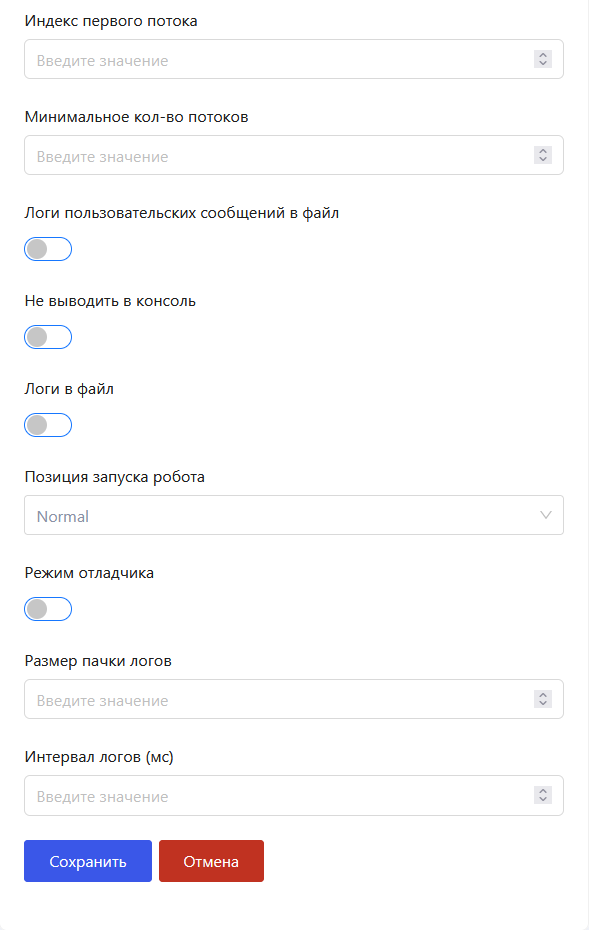 Индекс первого потока
Введите значение
Минимальное кол-во потоков
Введите значение
Логи пользовательских сообщений в файл
Не выводить в консоль
Логи в файл
Позиция запуска робота
Normal
Режим отладчика
Размер пачки логов
Введите значение
Интервал логов (мс)
Введите значение
Сохранить Отмена